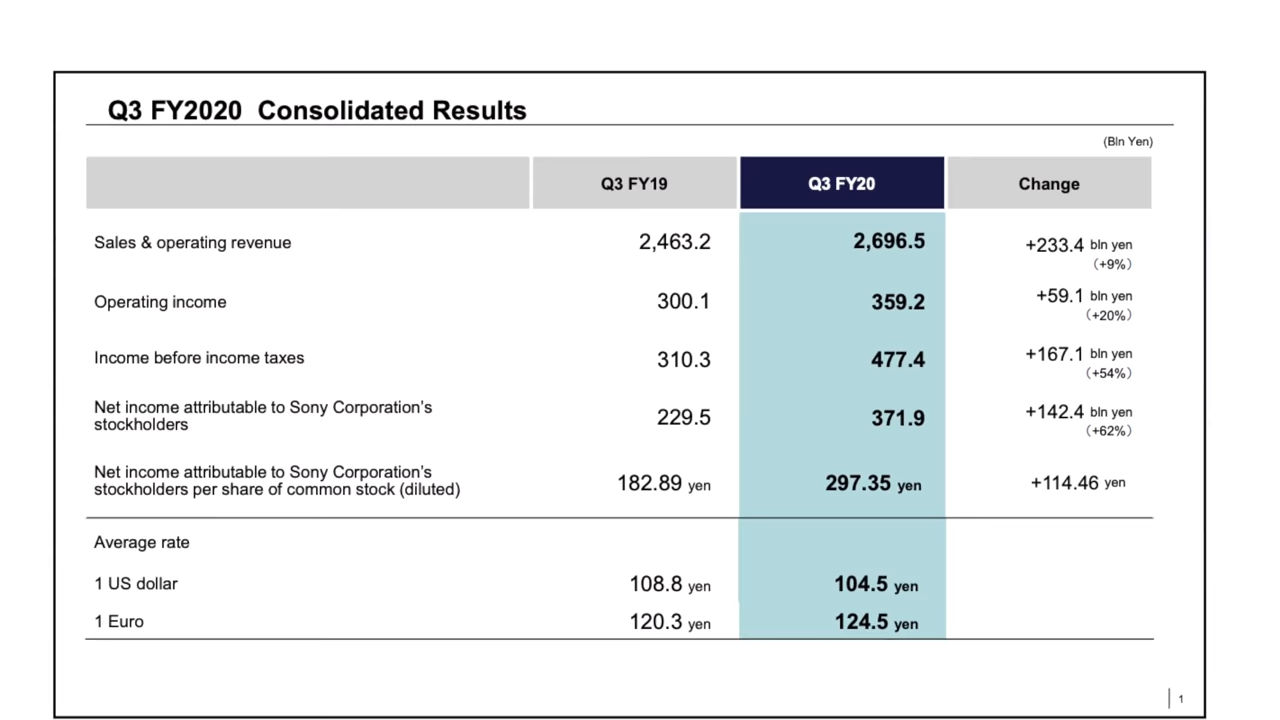 Q3 FY2020 Consolidated Results
(Bln Yen)
Q3 FY19 Q3 FY20 Change
Sales & operating revenue 2,463.2 2,696.5 +233.4 bln yen
(+9%)
Operating income 300.1 359.2 +59.1 bln yen
(+20%)
Income before income taxes 310.3 477.4 +167.1 bln yen
(+54%)
Net income attributable to Sony Corporation’s
stockholders 229.5 371.9 +142.4 bln yen
(+62%)
Net income attributable to Sony Corporation’s
stockholders per share of common stock (diluted) 182.89 yen 297.35 yen +114.46 yen
Average rate
1 US dollar 108.8 yen 104.5 yen
1 Euro 120.3 yen 124.5 yen
1